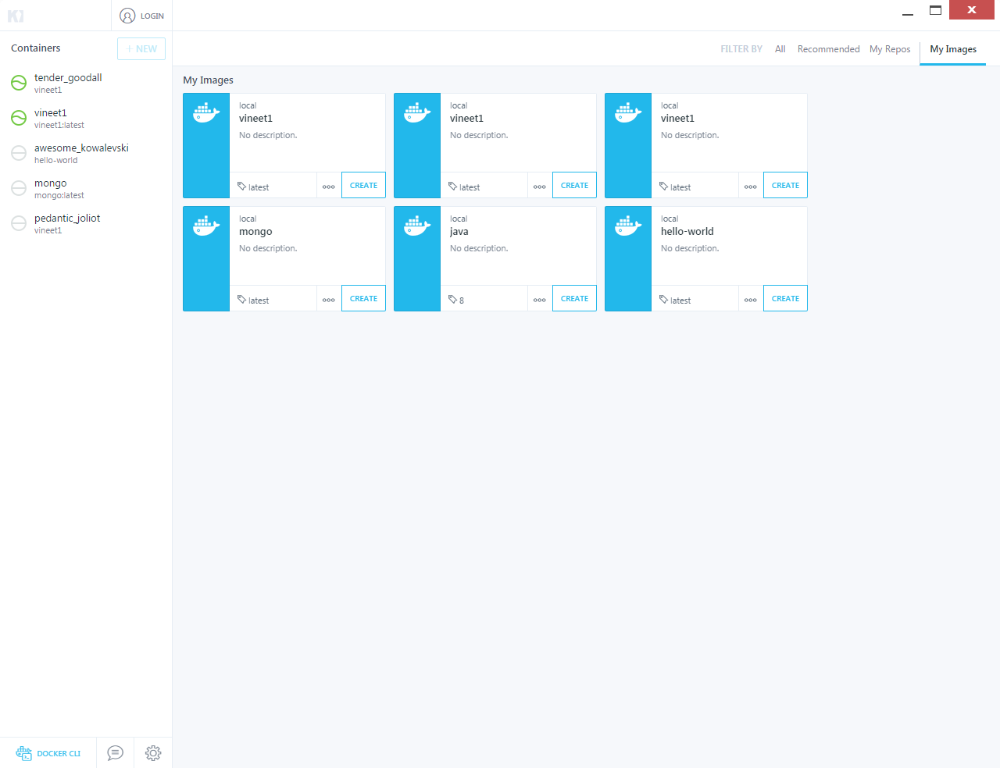 LOGIN
Containers
+ NEW
FILTER BY All Recommended My Repos My Images
tender_goodall
vineet1
vineet1
vineet1:latest
awesome_kowalevski
hello-world
mongo
mongo:latest
pedantic_joliot
vineet1
My Images
local
vineet1
No description.
latest
CREATE
local
vineet1
No description.
latest
CREATE
local
vineet1
No description.
latest
CREATE
local
mongo
No description.
latest
CREATE
local
java
No description.
8
CREATE
local
hello-world
No description.
latest
CREATE
DOCKER CLI